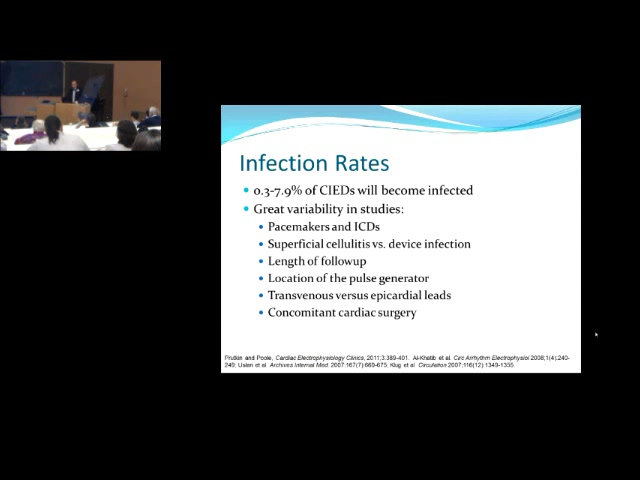 Infection Rates
0.3-7.9% of CIEDs will become infected
Great variability in studies:
Pacemakers and ICDs
Superficial cellulitis vs. device infection
Length of followup
Location of the pulse generator
Transvenous versus epicardial leads
Concomitant cardiac surgery
Prutkin and Poole, Cardiac Electrophysiology Clinics, 2011;3:389-401. Al-Khatib et al. Circ Arrhythm Electrophysiol 2008;1(4):240-
249; Uslan et al. Archives Internal Med. 2007;167(7):669-675; Klug et al. Circulation 2007;116(12):1349-1355